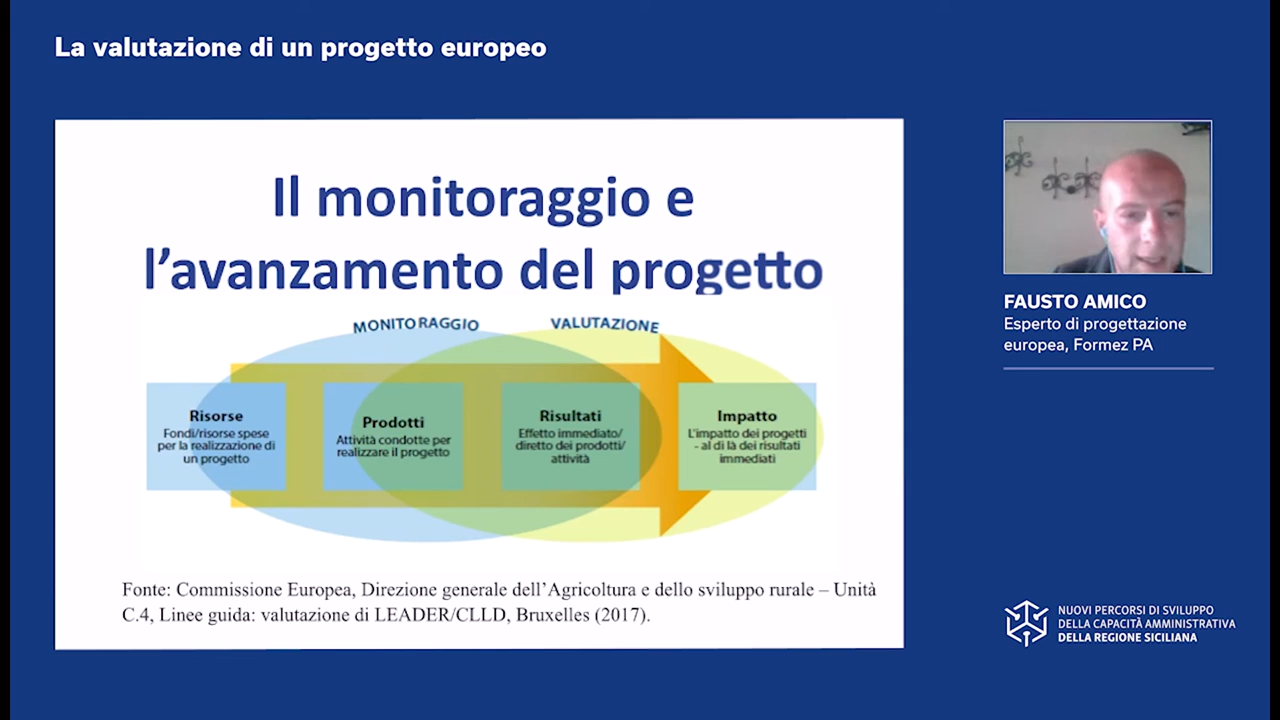 La valutazione di un progetto europeo
Il monitoraggio e
l'avanzamento del progetto
MONITORAGGIO
VALUTAZIONE
Risorse
Fondi/risorse spese
per la realizzazione di
un progetto
Prodotti
Attività condotte per
realizzare il progetto
Risultati
Effetto immediato/
diretto dei prodotti/
attività
Impatto
L'impatto dei progetti
- al di là dei risultati
immediati
Fonte: Commissione Europea, Direzione generale dell'Agricoltura e dello sviluppo rurale – Unità
C.4, Linee guida: valutazione di LEADER/CLLD, Bruxelles (2017).
FAUSTO AMICO
Esperto di progettazione
europea, Formez PA
NUOVI PERCORSI DI SVILUPPO
DELLA CAPACITÀ AMMINISTRATIVA
DELLA REGIONE SICILIANA